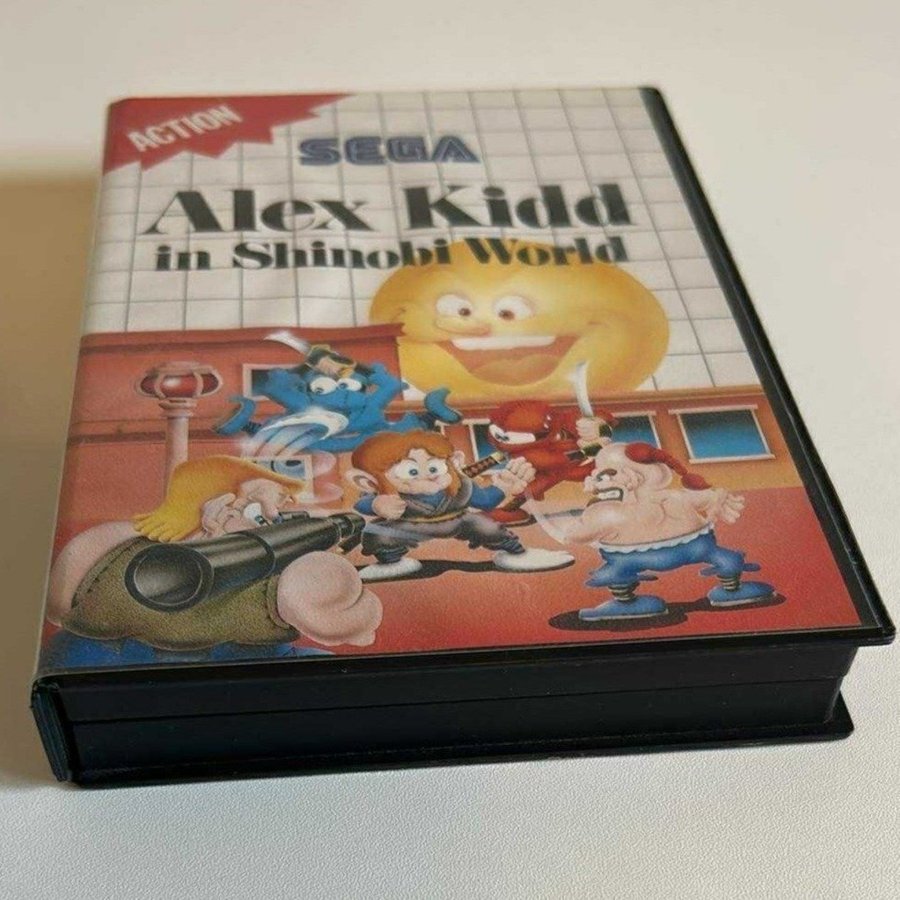 ACTION
SEGA
Alex Kidd
in Shinobi World